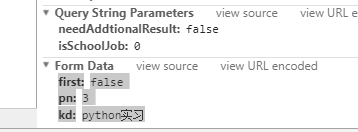 Query String Parameters view source view URL e
needAddtionalResult: false
isSchoolJob: 0
Form Data view source view URL encoded
first: false
pn: 3
kd: python实习